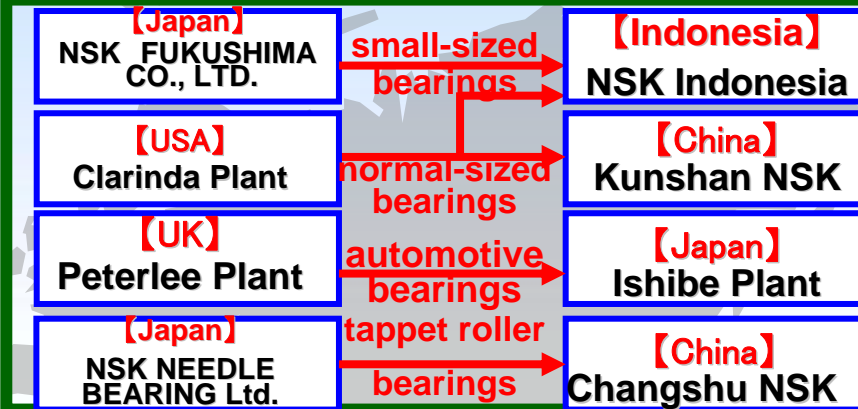 【Japan】
NSK FUKUSHIMA
CO., LTD.
small-sized
bearings
【Indonesia】
NSK Indonesia
【USA】
Clarinda Plant
normal-sized
bearings
【China】
Kunshan NSK
【UK】
Peterlee Plant
automotive
bearings
【Japan】
Ishibe Plant
【Japan】
NSK NEEDLE
BEARING Ltd.
tappet roller
bearings
【China】
Changshu NSK